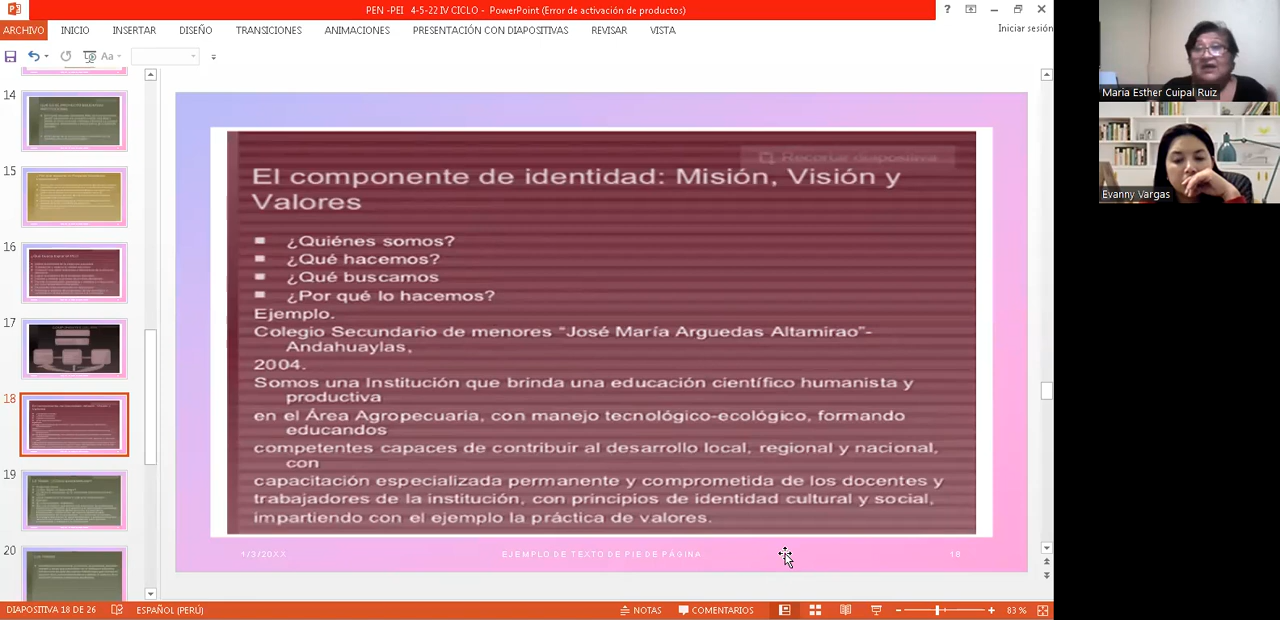 PEN -PEI 4-5-22 IV CICLO - PowerPoint (Error de activación de productos)
ARCHIVO INICIO INSERTAR DISEÑO TRANSICIONES ANIMACIONES PRESENTACIÓN CON DIAPOSITIVAS REVISAR VISTA Iniciar sesión
Aa
14
15
16
17
18
19
20
Recortar diapositiva
El componente de identidad: Misión, Visión y
Valores
¿Quiénes somos?
¿Qué hacemos?
¿Qué buscamos
¿Por qué lo hacemos?
Ejemplo.
Colegio Secundario de menores “José María Arguedas Altamirao”-
Andahuaylas,
2004.
Somos una Institución que brinda una educación científico humanista y
productiva
en el Área Agropecuaria, con manejo tecnológico-ecológico, formando
educandos
competentes capaces de contribuir al desarrollo local, regional y nacional,
con
capacitación especializada permanente y comprometida de los docentes y
trabajadores de la institución, con principios de identidad cultural y social,
impartiendo con el ejemplo la práctica de valores.
1/3/20XX EJEMPLO DE TEXTO DE PIE DE PÁGINA 18
DIAPOSITIVA 18 DE 26 ESPAÑOL (PERÚ) NOTAS COMENTARIOS 83 %
Maria Esther Cuipal Ruiz
Evanny Vargas